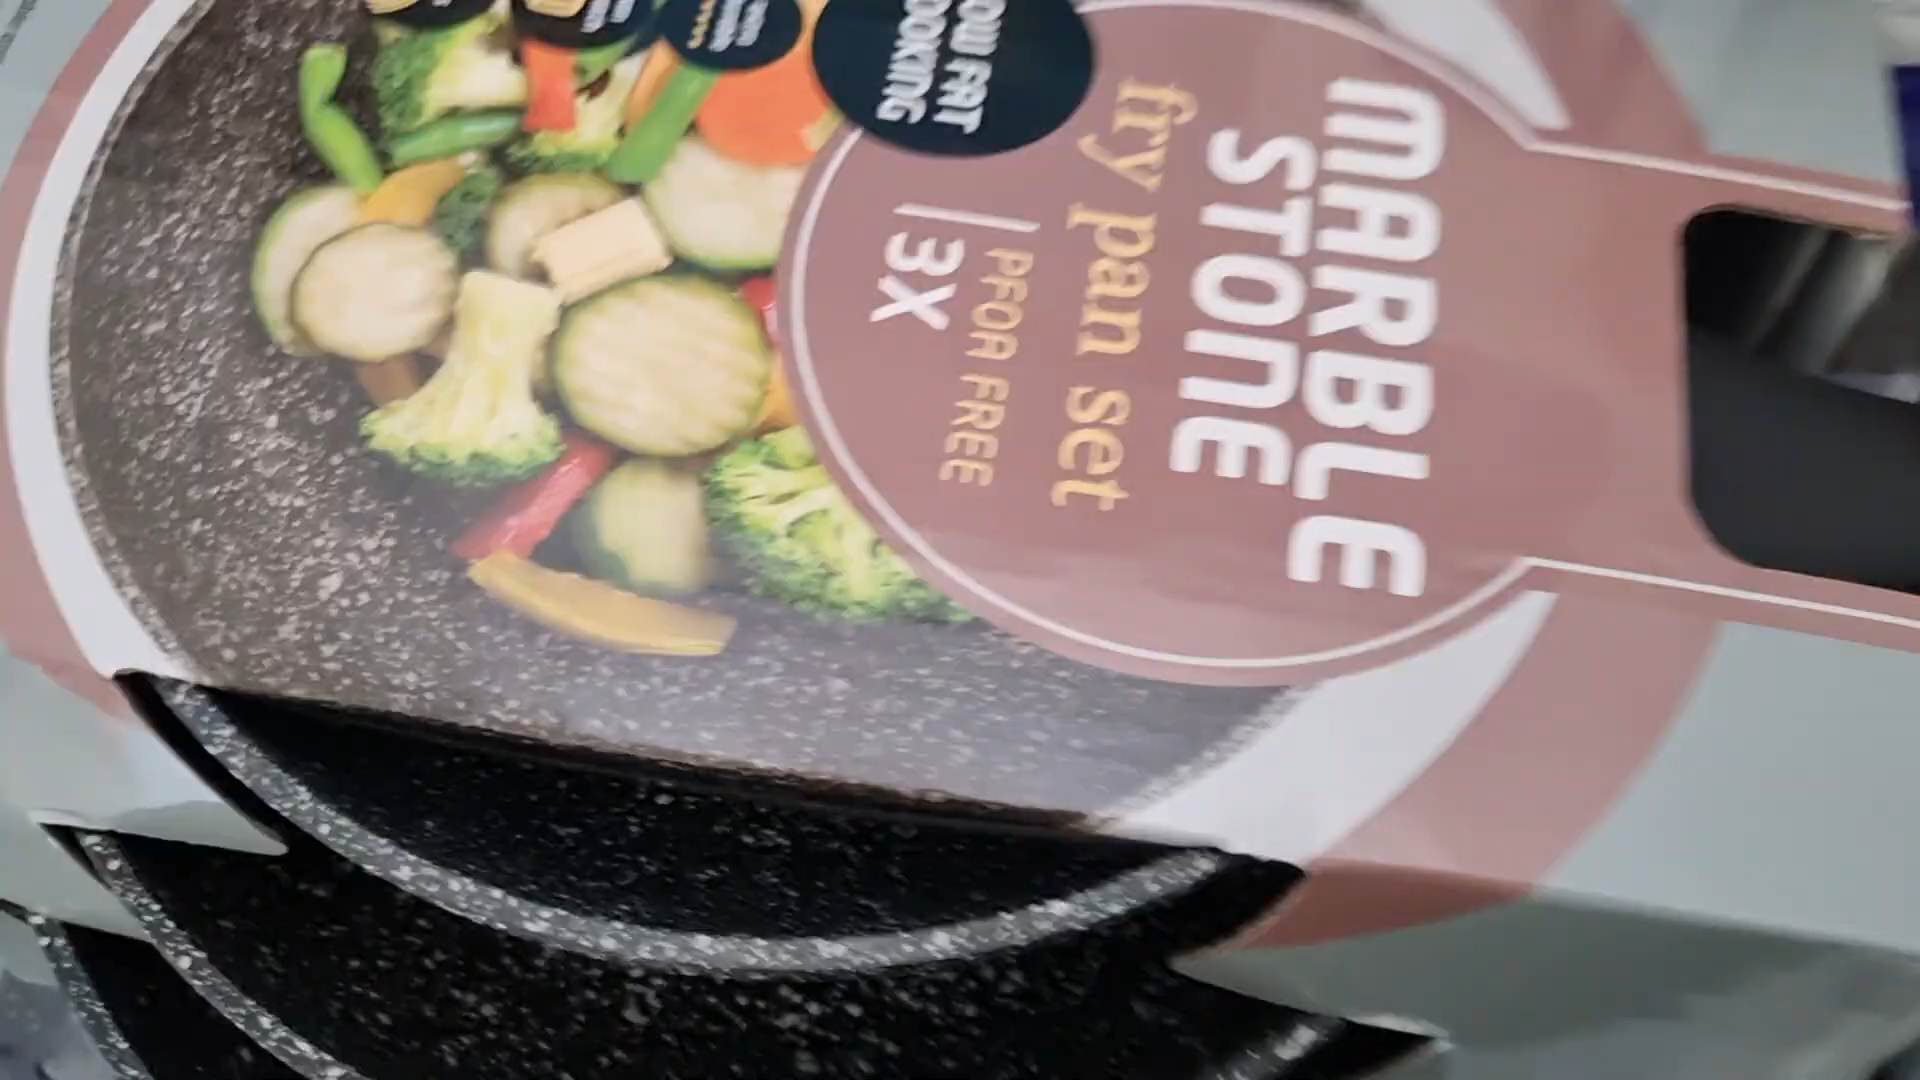 MARBLE
STONE
fry pan set
PFOA FREE
3X
LOW FAT
COOKING